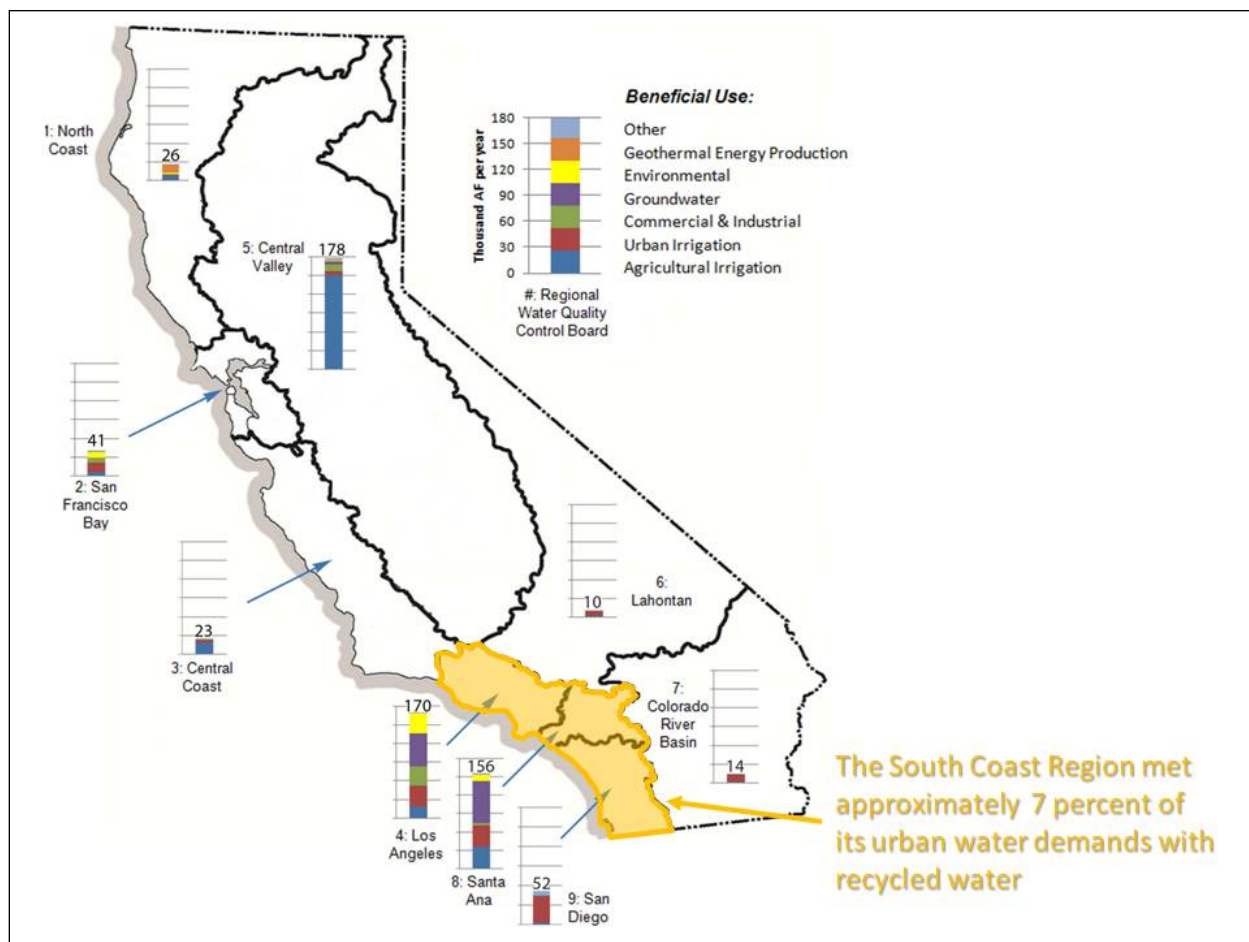 1: North
Coast
26
5: Central
Valley
178
Beneficial Use:
Thousand AF per year
180
150
120
90
60
30
0
Other
Geothermal Energy Production
Environmental
Groundwater
Commercial & Industrial
Urban Irrigation
Agricultural Irrigation
#: Regional
Water Quality
Control Board
41
2: San
Francisco
Bay
23
3: Central
Coast
10
6:
Lahontan
170
4: Los
Angeles
156
8: Santa
Ana
52
9: San
Diego
7:
Colorado
River
Basin
14
The South Coast Region met
approximately 7 percent of
its urban water demands with
recycled water